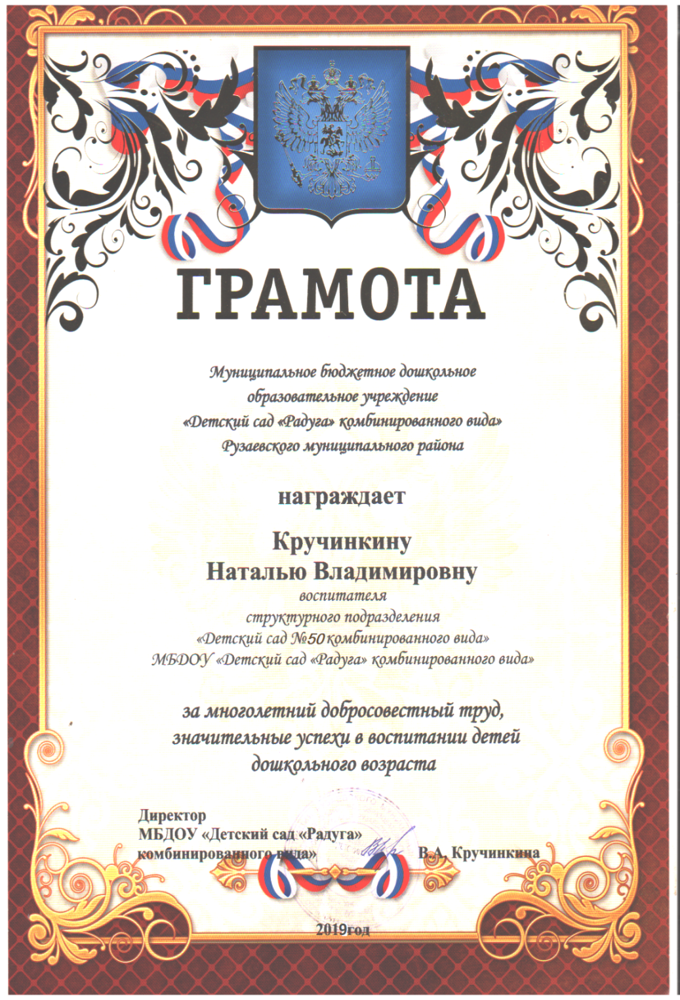 ГРАМОТА
Муниципальное бюджетное дошкольное
образовательное учреждение
«Детский сад «Радуга» комбинированного вида»
Рузаевского муниципального района
награждает
Кручинкину
Наталью Владимировну
воспитателя
структурного подразделения
«Детский сад №50 комбинированного вида»
МБДОУ «Детский сад «Радуга» комбинированного вида»
за многолетний добросовестный труд,
значительные успехи в воспитании детей
дошкольного возраста
Директор
МБДОУ «Детский сад «Радуга»
комбинированного вида» В.А. Кручинкина
2019год